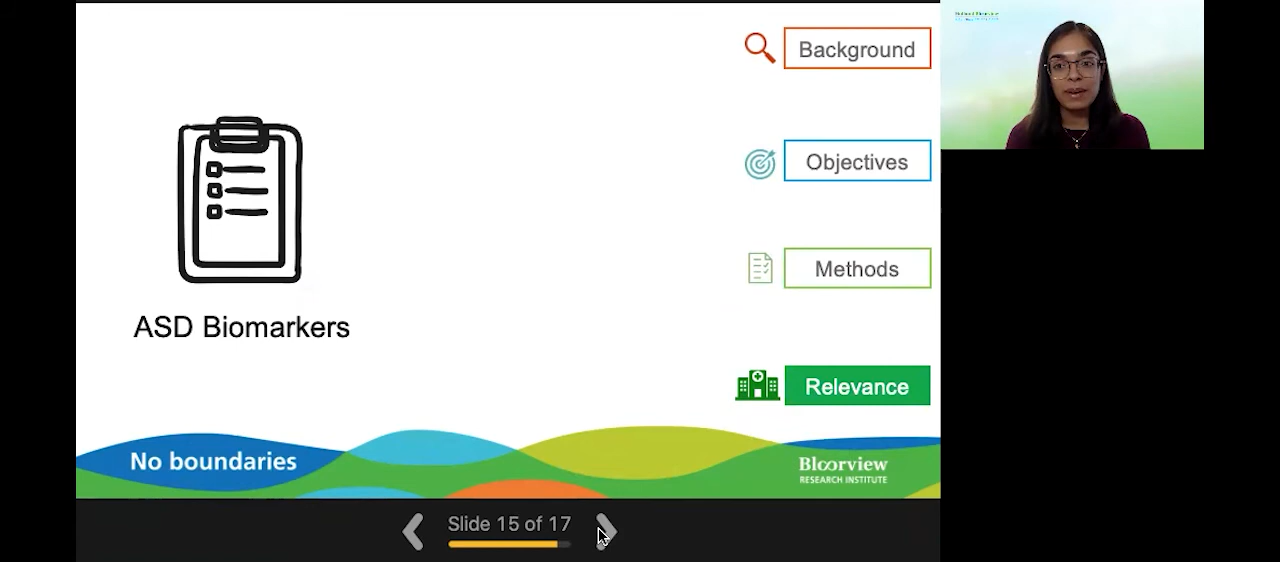 Background
Objectives
Methods
ASD Biomarkers
Relevance
No boundaries
Bloorview
RESEARCH INSTITUTE
Slide 15 of 17